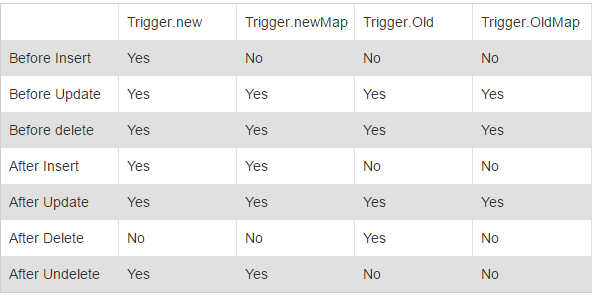 Trigger.new Trigger.newMap Trigger.Old Trigger.OldMap
Before Insert Yes No No No
Before Update Yes Yes Yes Yes
Before delete Yes Yes Yes Yes
After Insert Yes Yes No No
After Update Yes Yes Yes Yes
After Delete No No Yes No
After Undelete Yes Yes No No